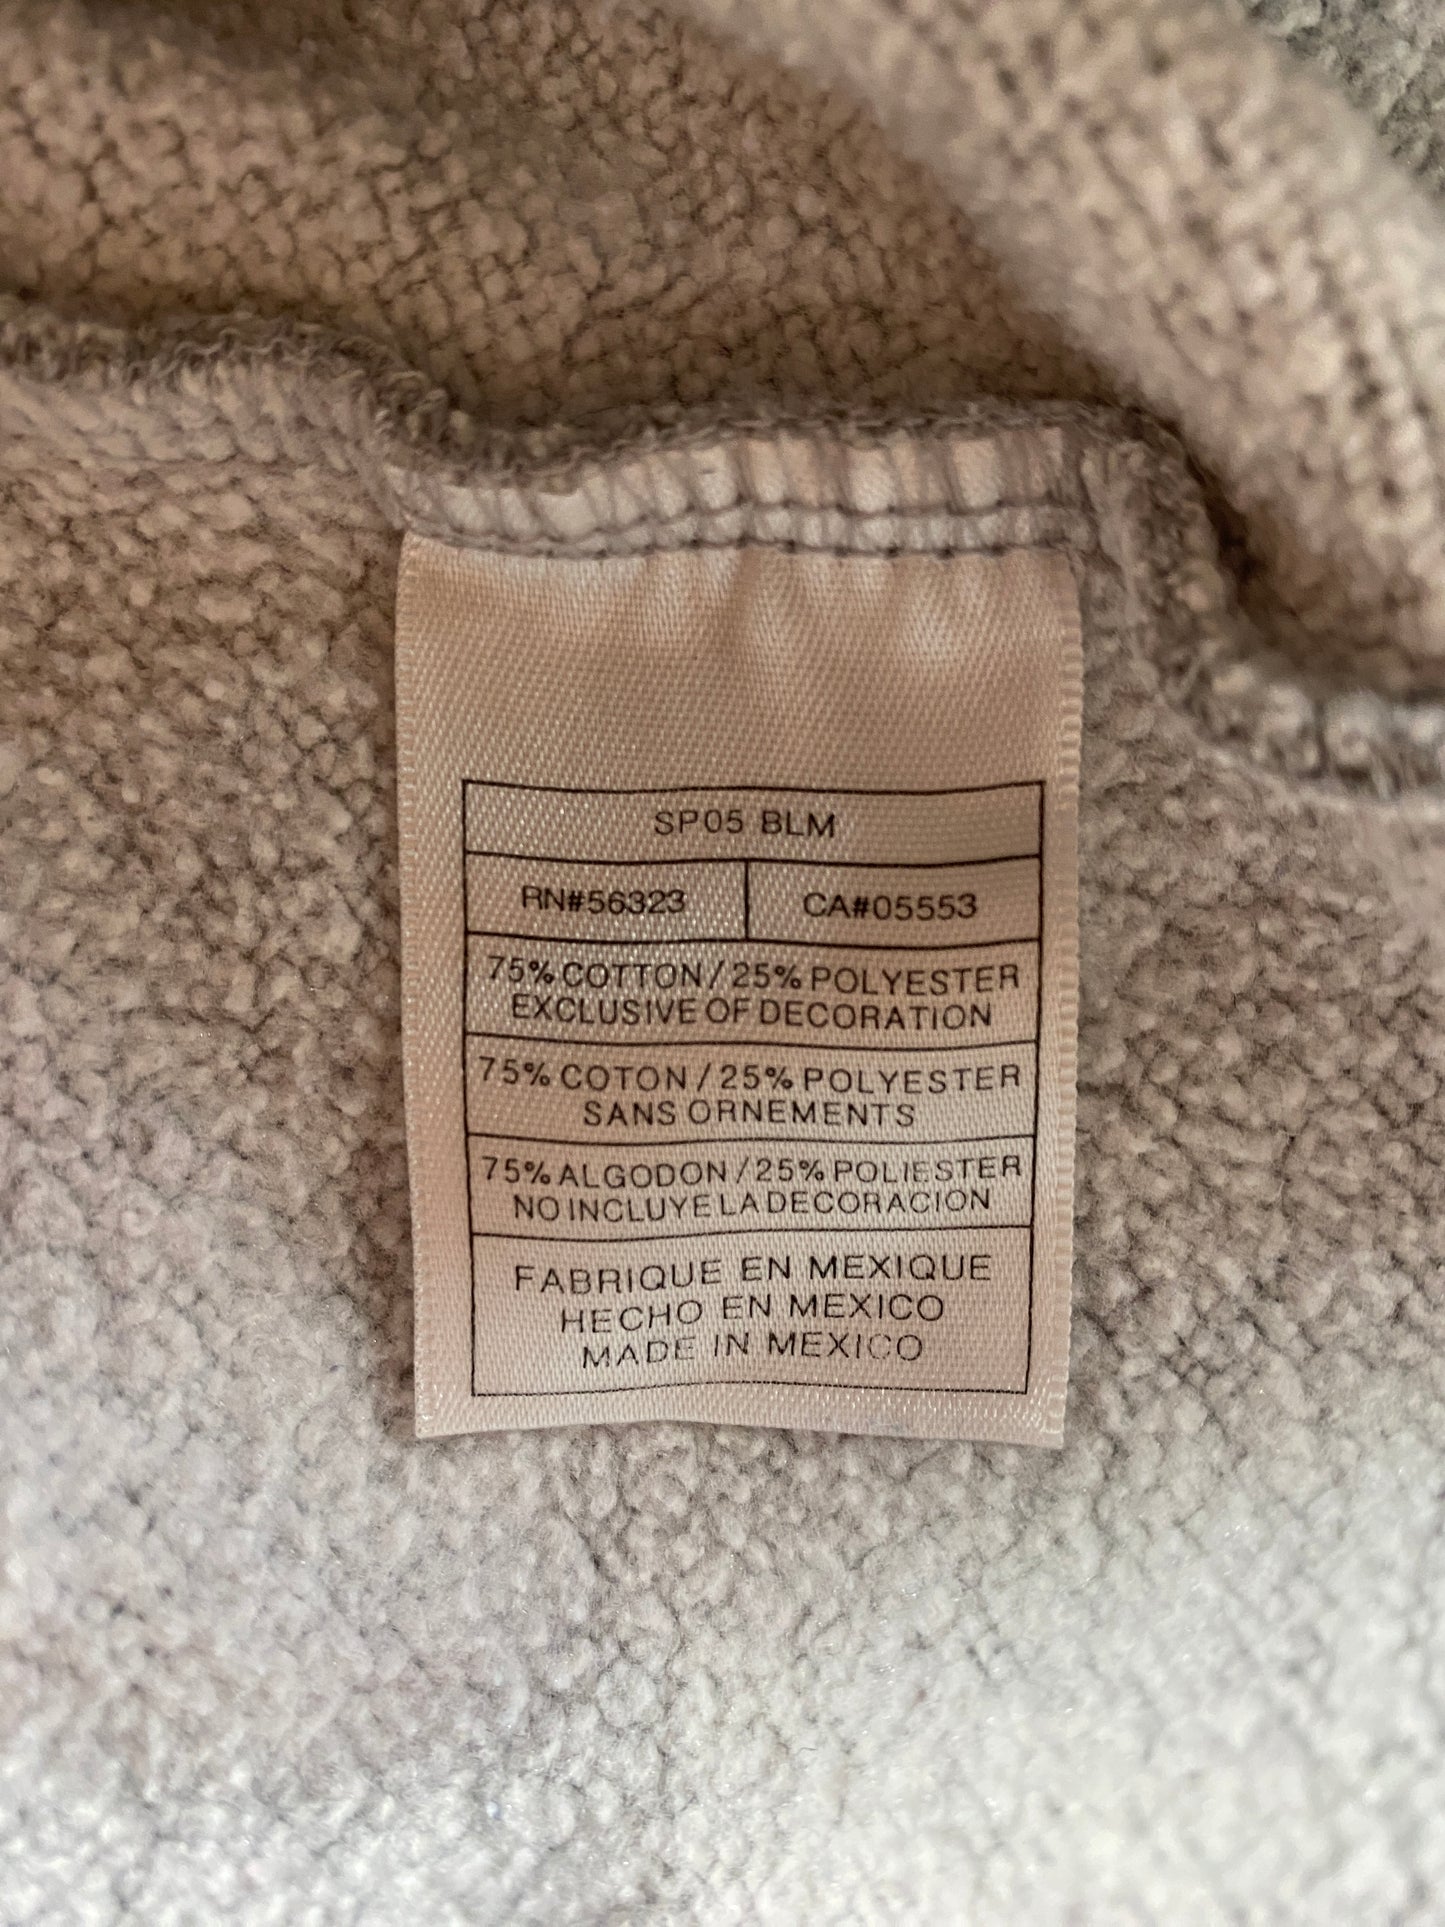 SP05 BLM
RN#56323 CA#05553
75% COTTON / 25% POLYESTER
EXCLUSIVE OF DECORATION
75% COTON / 25% POLYESTER
SANS ORNEMENTS
75% ALGODON / 25% POLIESTER
NO INCLUYE LA DECORACION
FABRIQUE EN MEXIQUE
HECHO EN MEXICO
MADE IN MEXICO